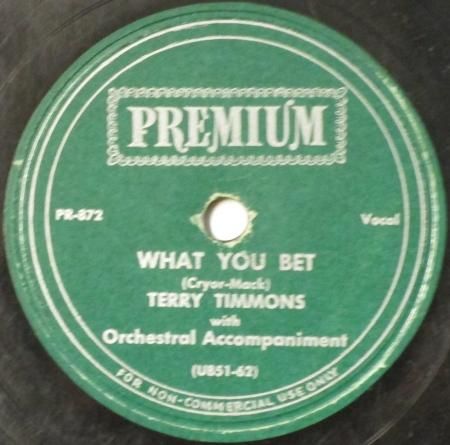 PREMIUM
PR-872
Vocal
WHAT YOU BET
(Cryor-Mack)
TERRY TIMMONS
with
Orchestral Accompaniment
(UB51-62)
FOR NON-COMMERCIAL USE ONLY